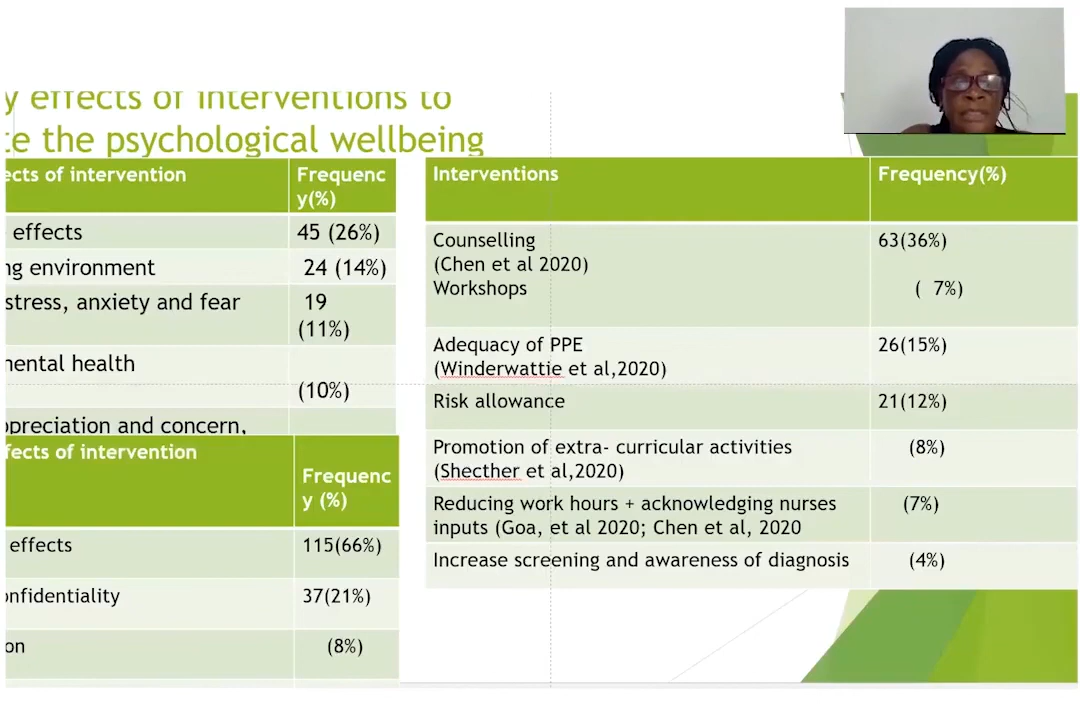 y effects of interventions to
te the psychological wellbeing
ects of intervention
Frequenc
y(%)
effects
45 (26%)
ng environment
24 (14%)
stress, anxiety and fear
19
(11%)
mental health
(10%)
ppreciation and concern,
fects of intervention
Frequenc
y (%)
effects
115(66%)
onfidentiality
37(21%)
on
(8%)
Interventions
Frequency(%)
Counselling
63(36%)
(Chen et al 2020)
Workshops
( 7%)
Adequacy of PPE
26(15%)
(Winderwattie et al,2020)
Risk allowance
21(12%)
Promotion of extra- curricular activities
(8%)
(Shecther et al,2020)
Reducing work hours + acknowledging nurses
(7%)
inputs (Goa, et al 2020; Chen et al, 2020
Increase screening and awareness of diagnosis
(4%)